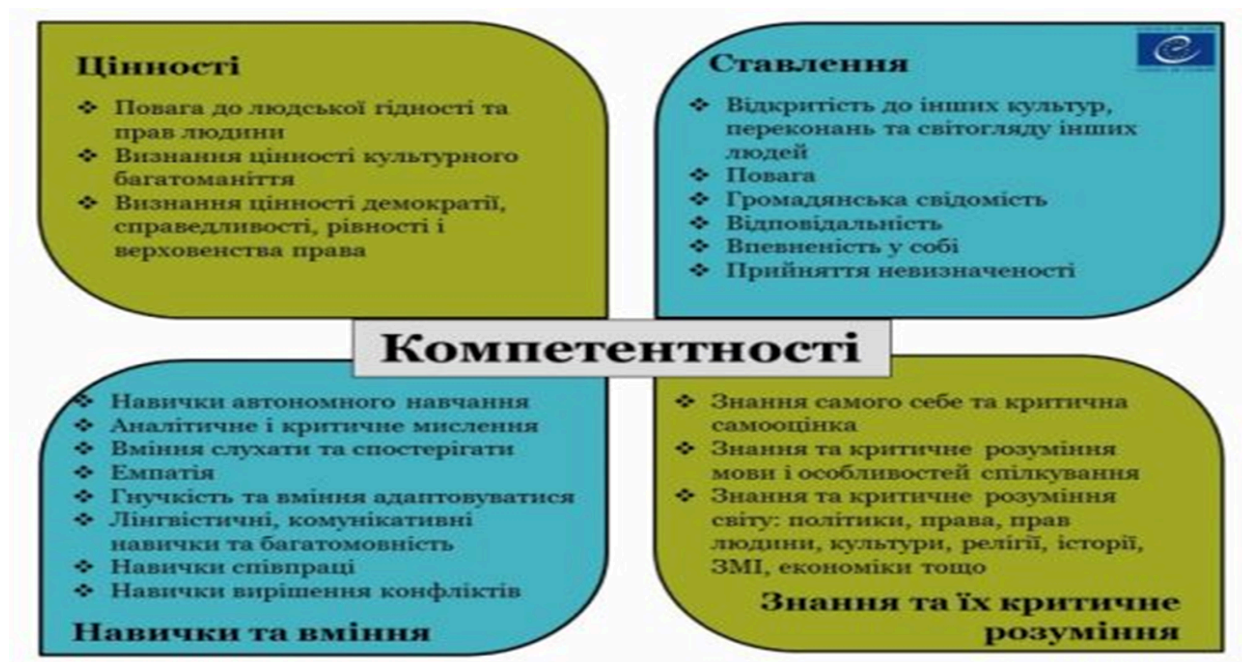 Цінності
❖ Повага до людської гідності та
прав людини
❖ Визнання цінності культурного
багатоманіття
❖ Визнання цінності демократії,
справедливості, рівності і
верховенства права
Ставлення
❖ Відкритість до інших культур,
переконань та світогляду інших
людей
❖ Повага
❖ Громадянська свідомість
❖ Відповідальність
❖ Впевненість у собі
❖ Прийняття невизначеності
Компетентності
❖ Навички автономного навчання
❖ Аналітичне і критичне мислення
❖ Вміння слухати та спостерігати
❖ Емпатія
❖ Гнучкість та вміння адаптовуватися
❖ Лінгвістичні, комунікативні
навички та багатомовність
❖ Навички співпраці
❖ Навички вирішення конфліктів
Навички та вміння
❖ Знання самого себе та критична
самооцінка
❖ Знання та критичне розуміння
мови і особливостей спілкування
❖ Знання та критичне розуміння
світу: політики, права, прав
людини, культури, релігії, історії,
ЗМІ, економіки тощо
Знання та їх критичне
розуміння